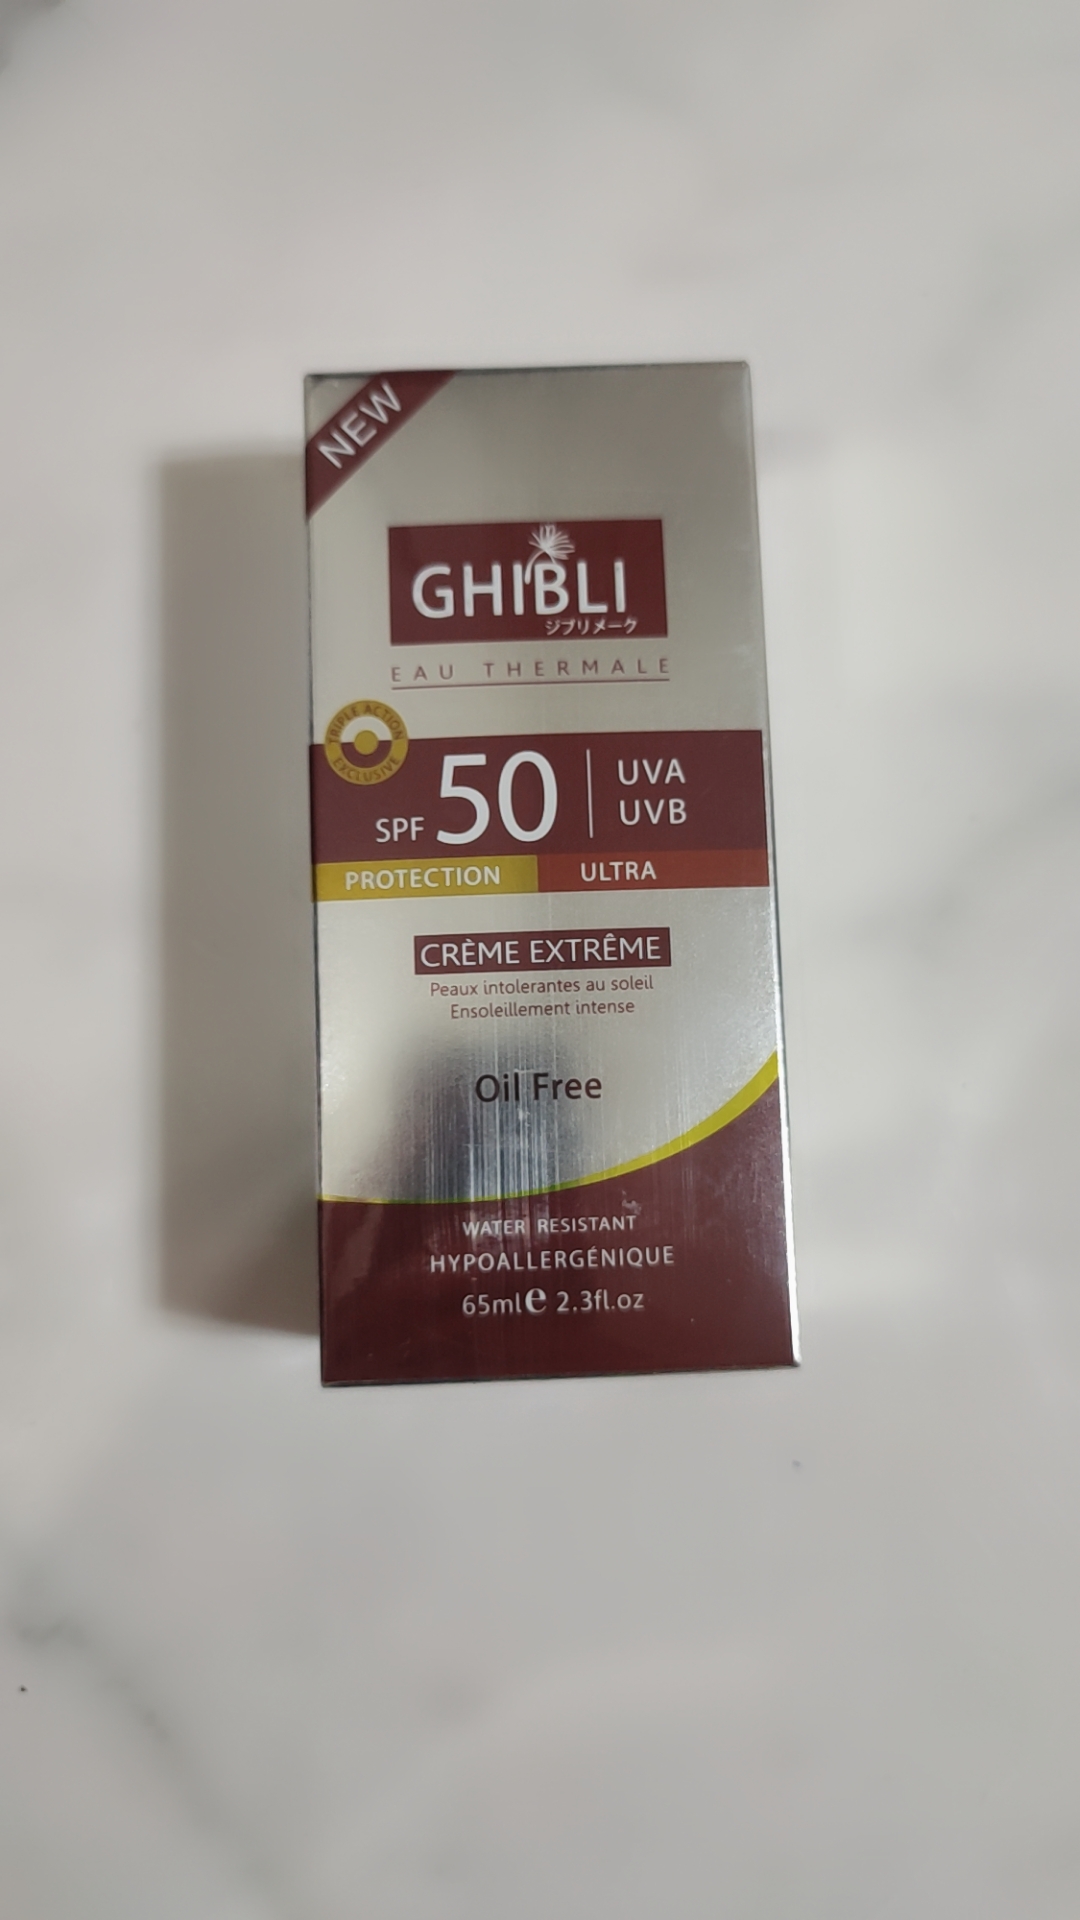 NEW
GHIBLI
ジブリメーク
EAU THERMALE
TRIPLE ACTION
EXCLUSIVE
SPF 50
UVA
UVB
PROTECTION ULTRA
CRÈME EXTRÊME
Peaux intolerantes au soleil
Ensoleillement intense
Oil Free
WATER RESISTANT
HYPOALLERGÉNIQUE
65ml e 2.3fl.oz